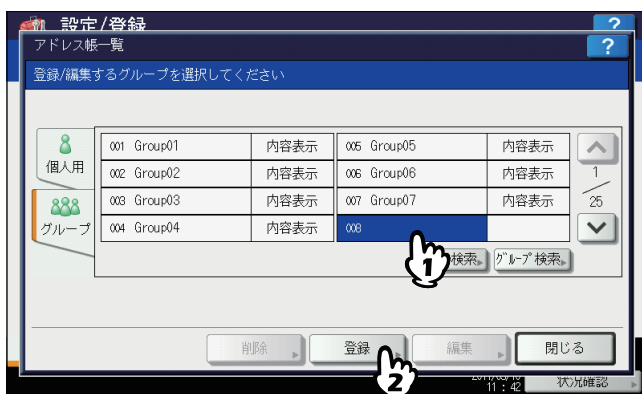 設定/登録 ?
アドレス帳一覧 ?
登録/編集するグループを選択してください
個人用
グループ
001 Group01 内容表示 005 Group05 内容表示
002 Group02 内容表示 006 Group06 内容表示
003 Group03 内容表示 007 Group07 内容表示
004 Group04 内容表示 008
1
25
1
検索 グループ検索
削除 登録 編集 閉じる
2
11 : 42 状況確認